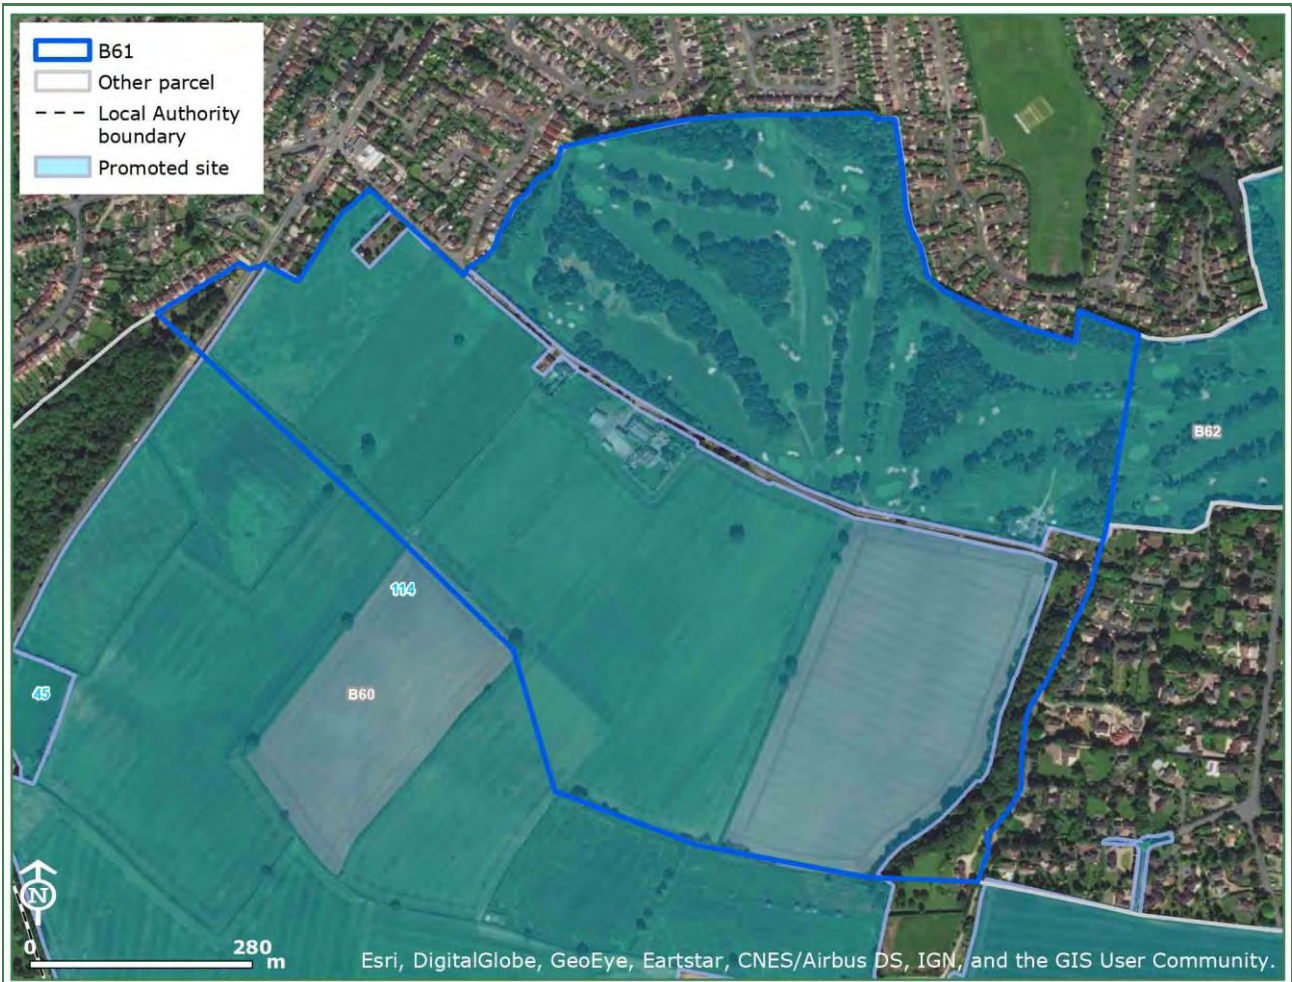 B61
Other parcel
Local Authority
boundary
Promoted site
B62
114
45
B60
N
0
280
m
Esri, DigitalGlobe, GeoEye, Eartstar, CNES/Airbus DS, IGN, and the GIS User Community.